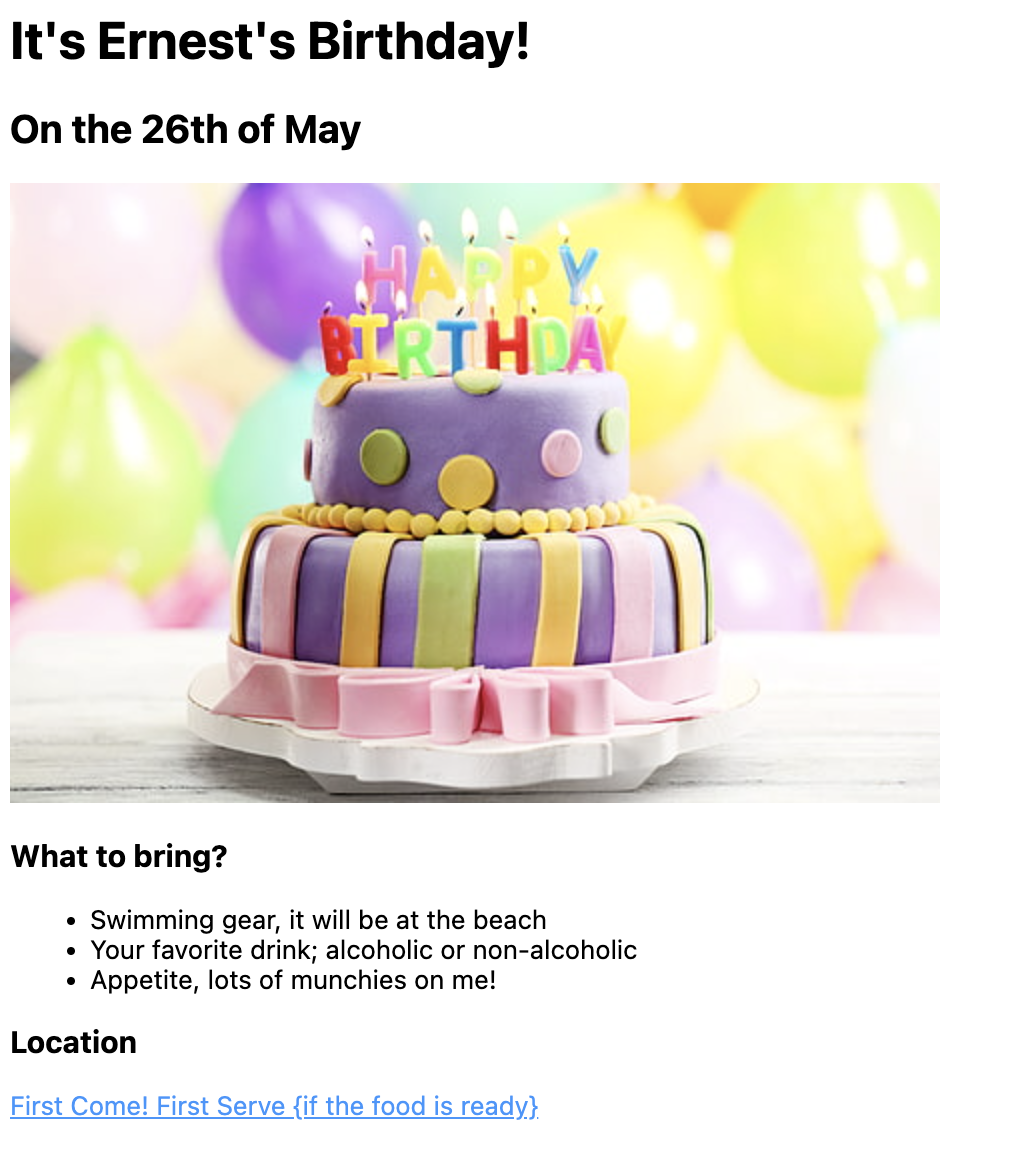 It's Ernest's Birthday!
On the 26th of May
HAPPY
BIRTHDAY
What to bring?
Swimming gear, it will be at the beach
Your favorite drink; alcoholic or non-alcoholic
Appetite, lots of munchies on me!
Location
First Come! First Serve {if the food is ready}